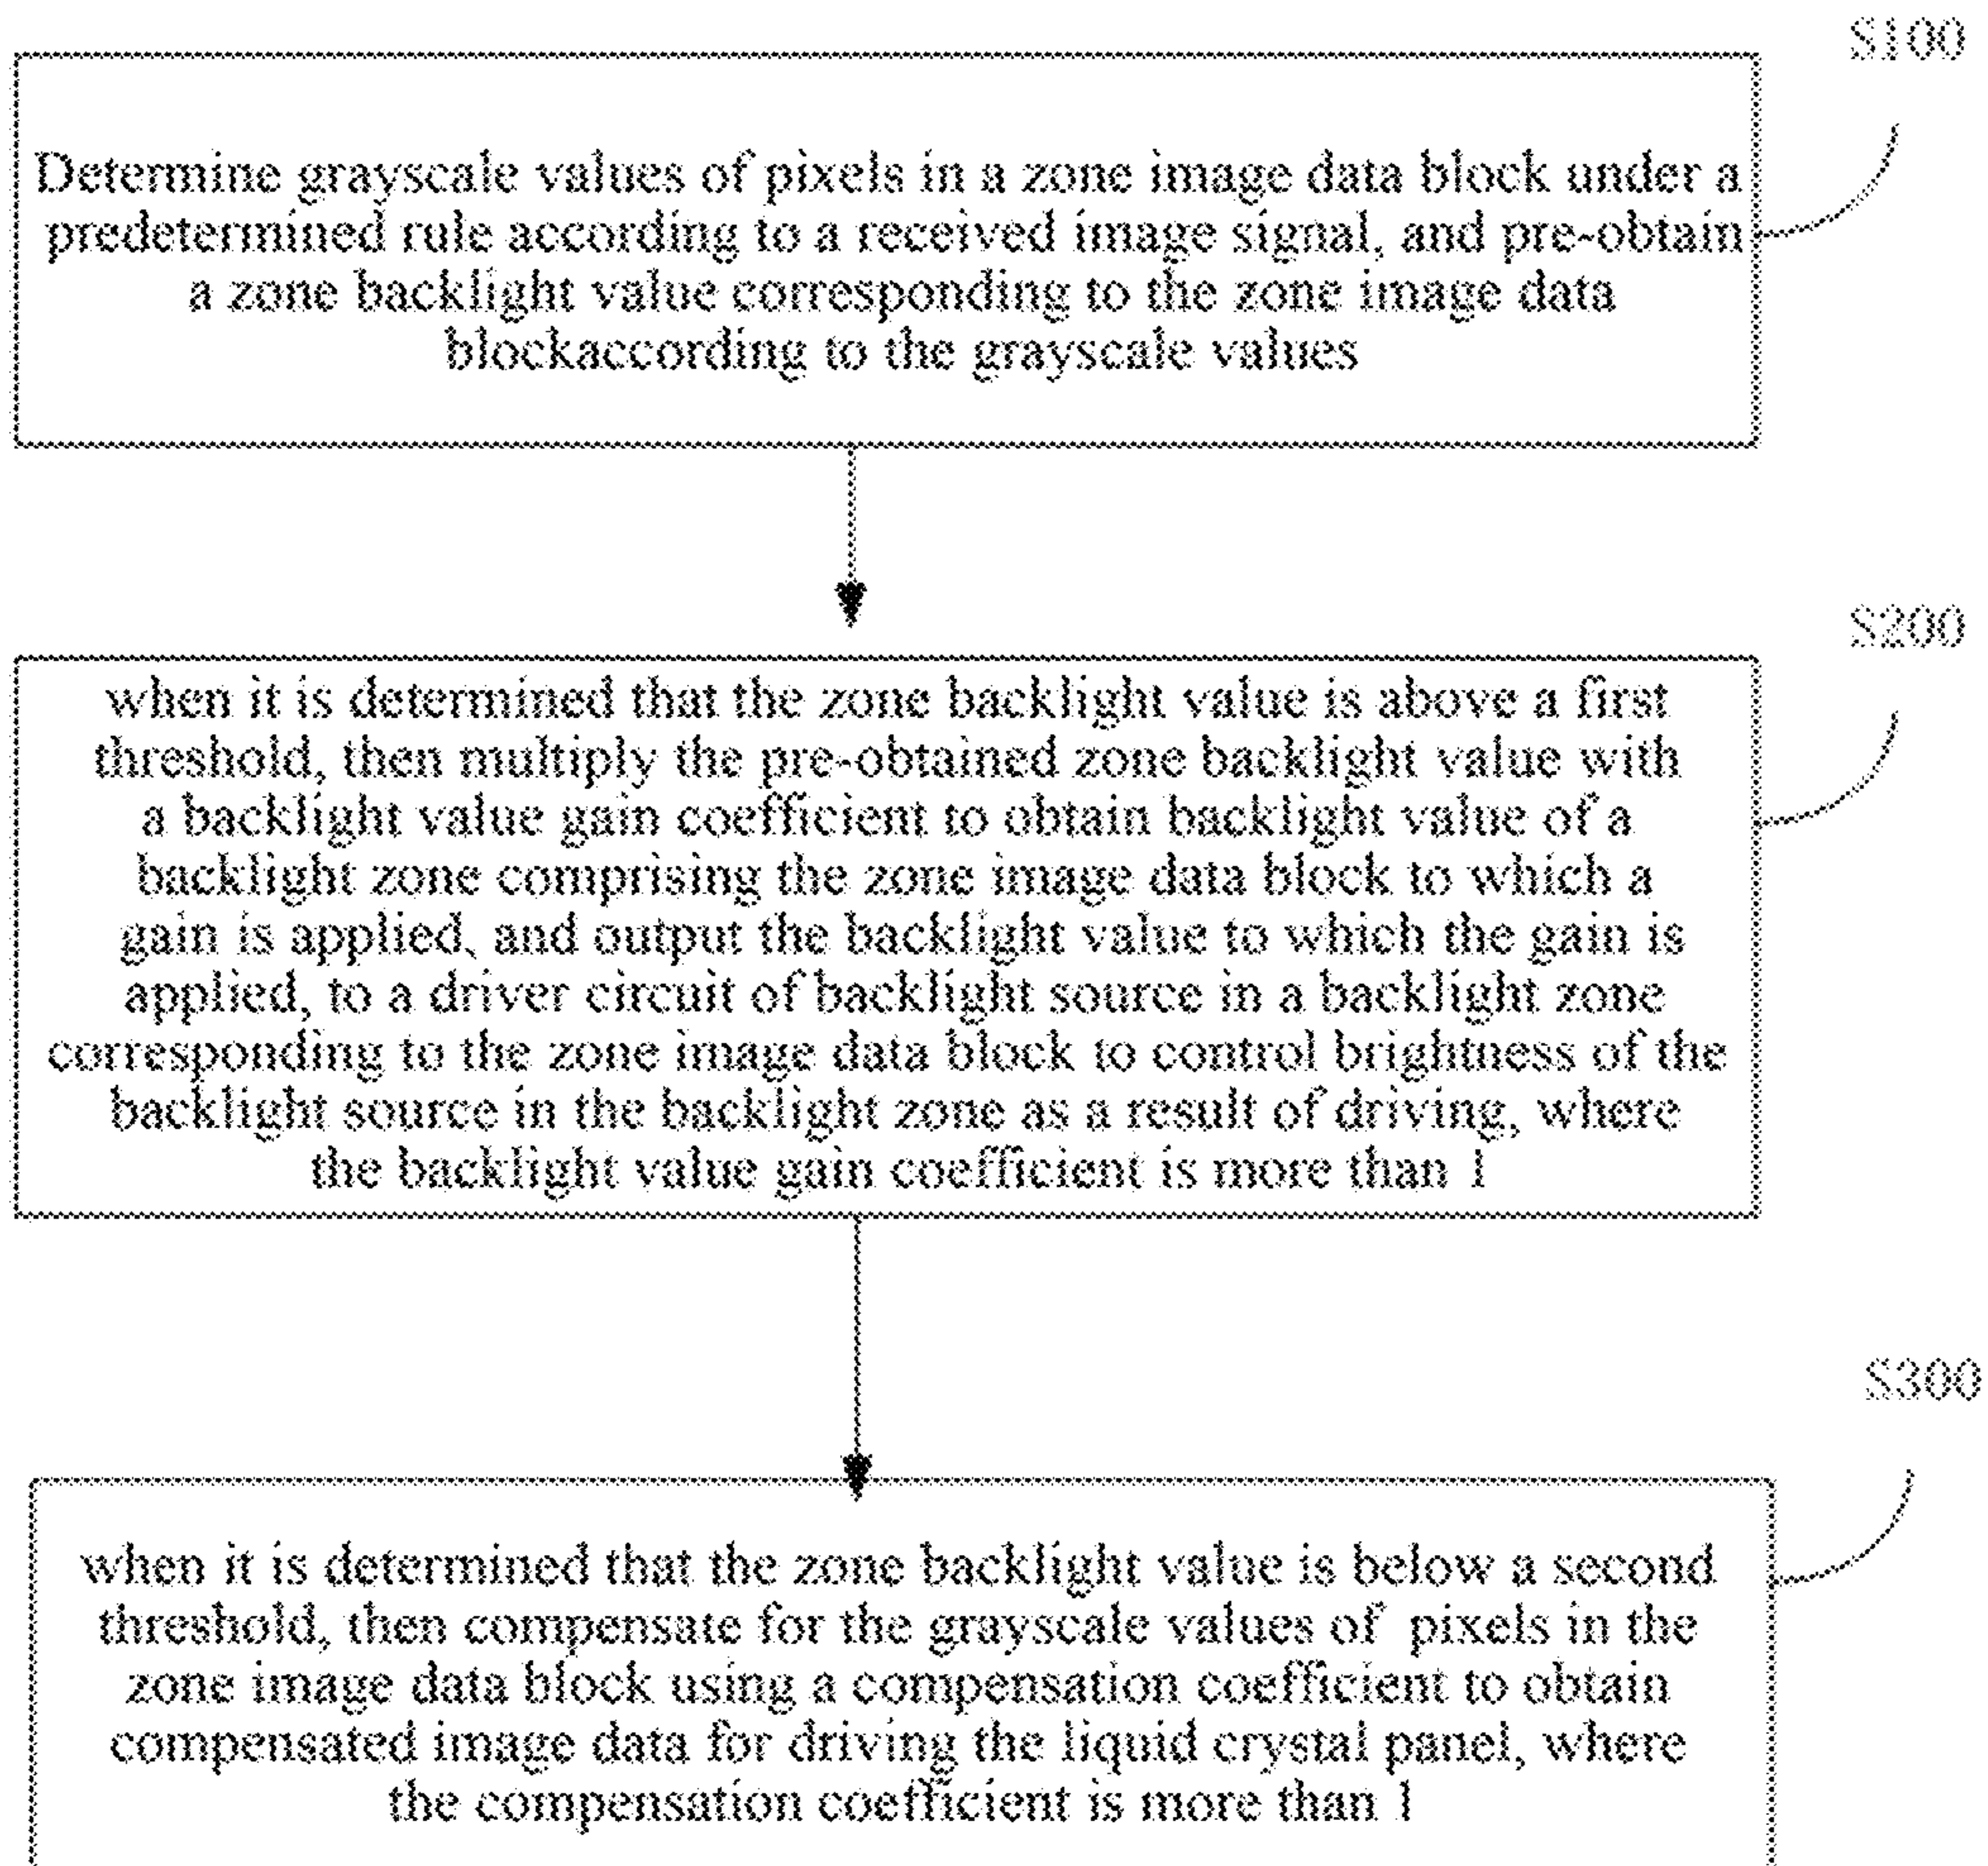 S100
Determine grayscale values of pixels in a zone image data block under a
predetermined rule according to a received image signal, and pre-obtain
a zone backlight value corresponding to the zone image data
blockaccording to the grayscale values
S200
when it is determined that the zone backlight value is above a first
threshold, then multiply the pre-obtained zone backlight value with
a backlight value gain coefficient to obtain backlight value of a
backlight zone comprising the zone image data block to which a
gain is applied, and output the backlight value to which the gain is
applied, to a driver circuit of backlight source in a backlight zone
corresponding to the zone image data block to control brightness of the
backlight source in the backlight zone as a result of driving, where
the backlight value gain coefficient is more than 1
S300
when it is determined that the zone backlight value is below a second
threshold, then compensate for the grayscale values of pixels in the
zone image data block using a compensation coefficient to obtain
compensated image data for driving the liquid crystal panel, where
the compensation coefficient is more than 1